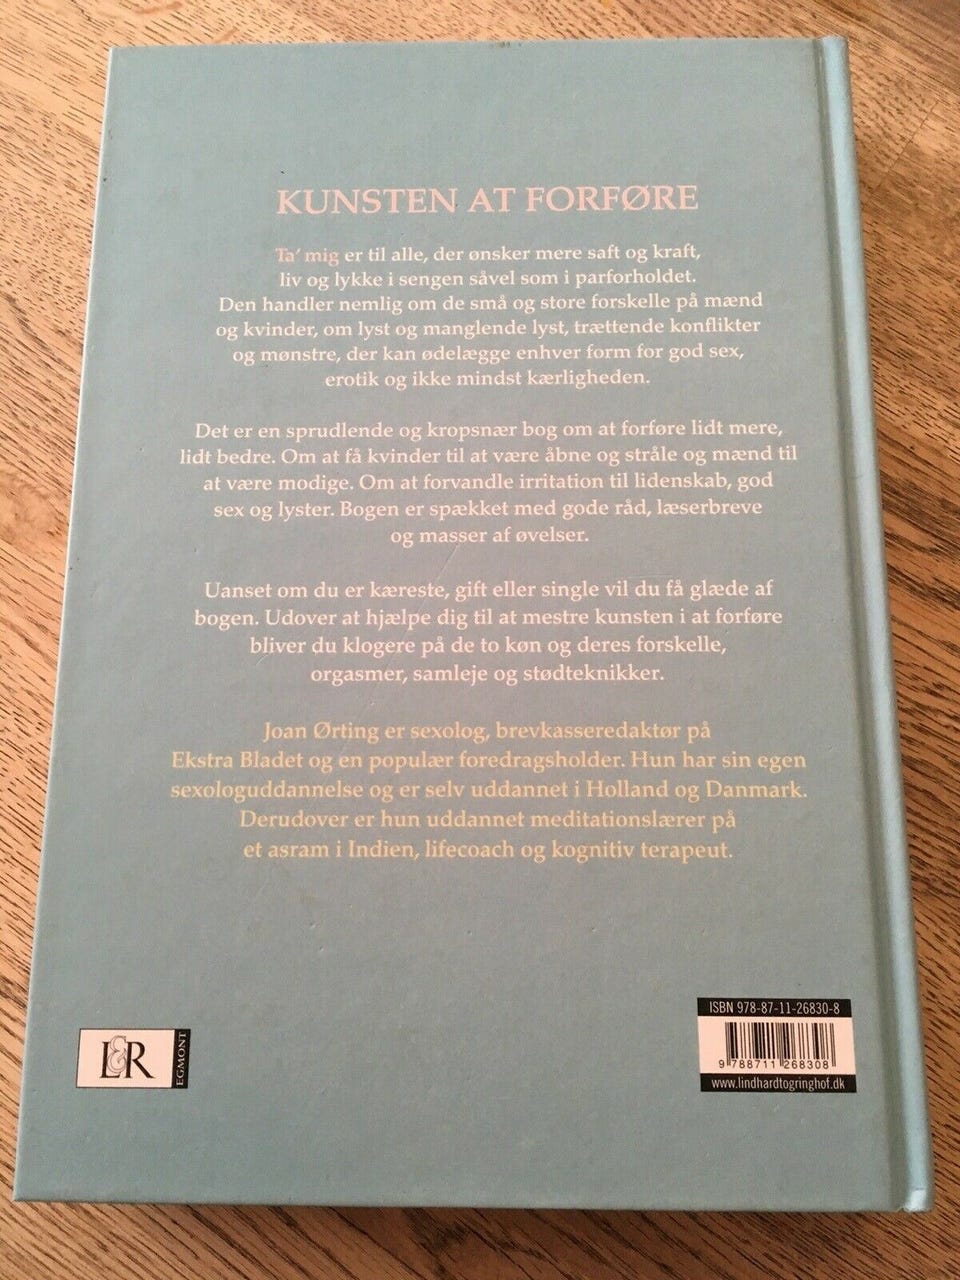 KUNSTEN AT FORFØRE
Ta' mig er til alle, der ønsker mere saft og kraft,
liv og lykke i sengen såvel som i parforholdet.
Den handler nemlig om de små og store forskelle på mænd
og kvinder, om lyst og manglende lyst, trættende konflikter
og mønstre, der kan ødelægge enhver form for god sex,
erotik og ikke mindst kærligheden.
Det er en sprudlende og kropsnær bog om at forføre lidt mere,
lidt bedre. Om at få kvinder til at være åbne og stråle og mænd til
at være modige. Om at forvandle irritation til lidenskab, god
sex og lyster. Bogen er spækket med gode råd, læserbreve
og masser af øvelser.
Uanset om du er kæreste, gift eller single vil du få glæde af
bogen. Udover at hjælpe dig til at mestre kunsten i at forføre
bliver du klogere på de to køn og deres forskelle,
orgasmer, samleje og stødteknikker.
Joan Ørting er sexolog, brevkasseredaktør på
Ekstra Bladet og en populær foredragsholder. Hun har sin egen
sexologuddannelse og er selv uddannet i Holland og Danmark.
Derudover er hun uddannet meditationslærer på
et asram i Indien, lifecoach og kognitiv terapeut.
L&R
EGMONT
ISBN 978-87-11-26830-8
9 788711 268308
www.lindhardtogringhof.dk